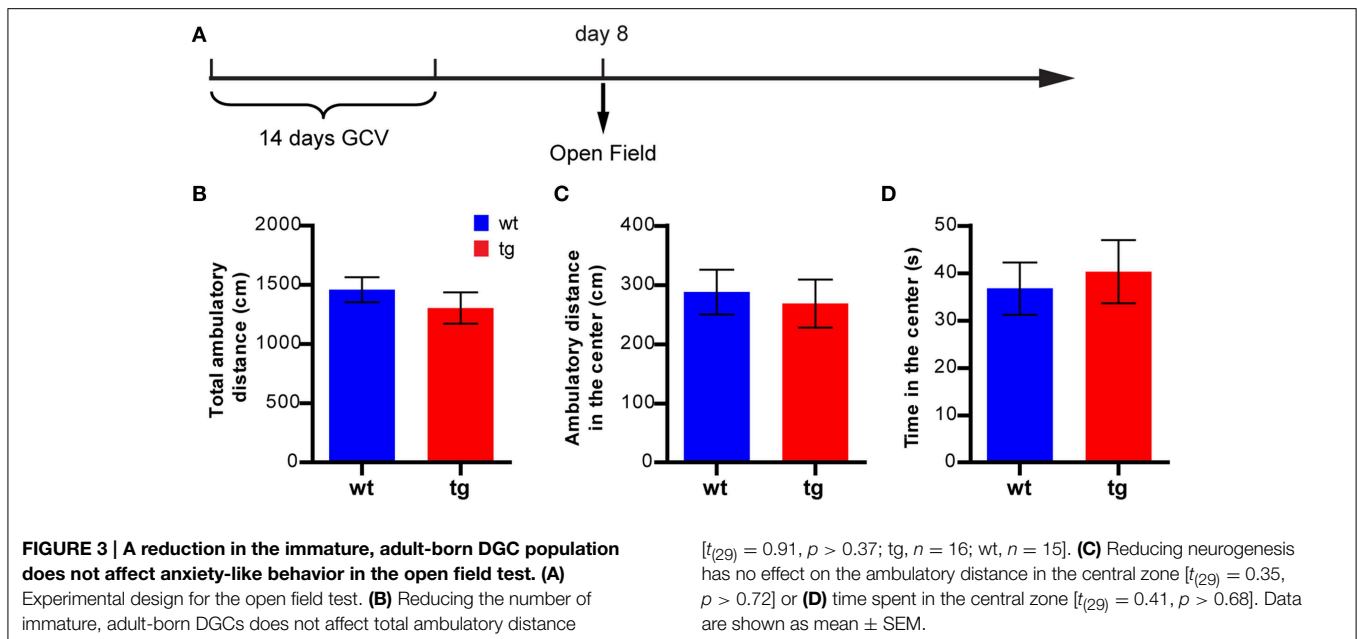 A
day 8
14 days GCV
Open Field
B
Total ambulatory
distance (cm)
2000
1500
1000
500
0
wt
tg
wt
tg
C
Ambulatory distance
in the center (cm)
400
300
200
100
0
wt
tg
D
Time in the center (s)
50
40
30
20
10
0
wt
tg
FIGURE 3 | A reduction in the immature, adult-born DGC population
does not affect anxiety-like behavior in the open field test. (A)
Experimental design for the open field test. (B) Reducing the number of
immature, adult-born DGCs does not affect total ambulatory distance
[t(29) = 0.91, p > 0.37; tg, n = 16; wt, n = 15]. (C) Reducing neurogenesis
has no effect on the ambulatory distance in the central zone [t(29) = 0.35,
p > 0.72] or (D) time spent in the central zone [t(29) = 0.41, p > 0.68]. Data
are shown as mean ± SEM.